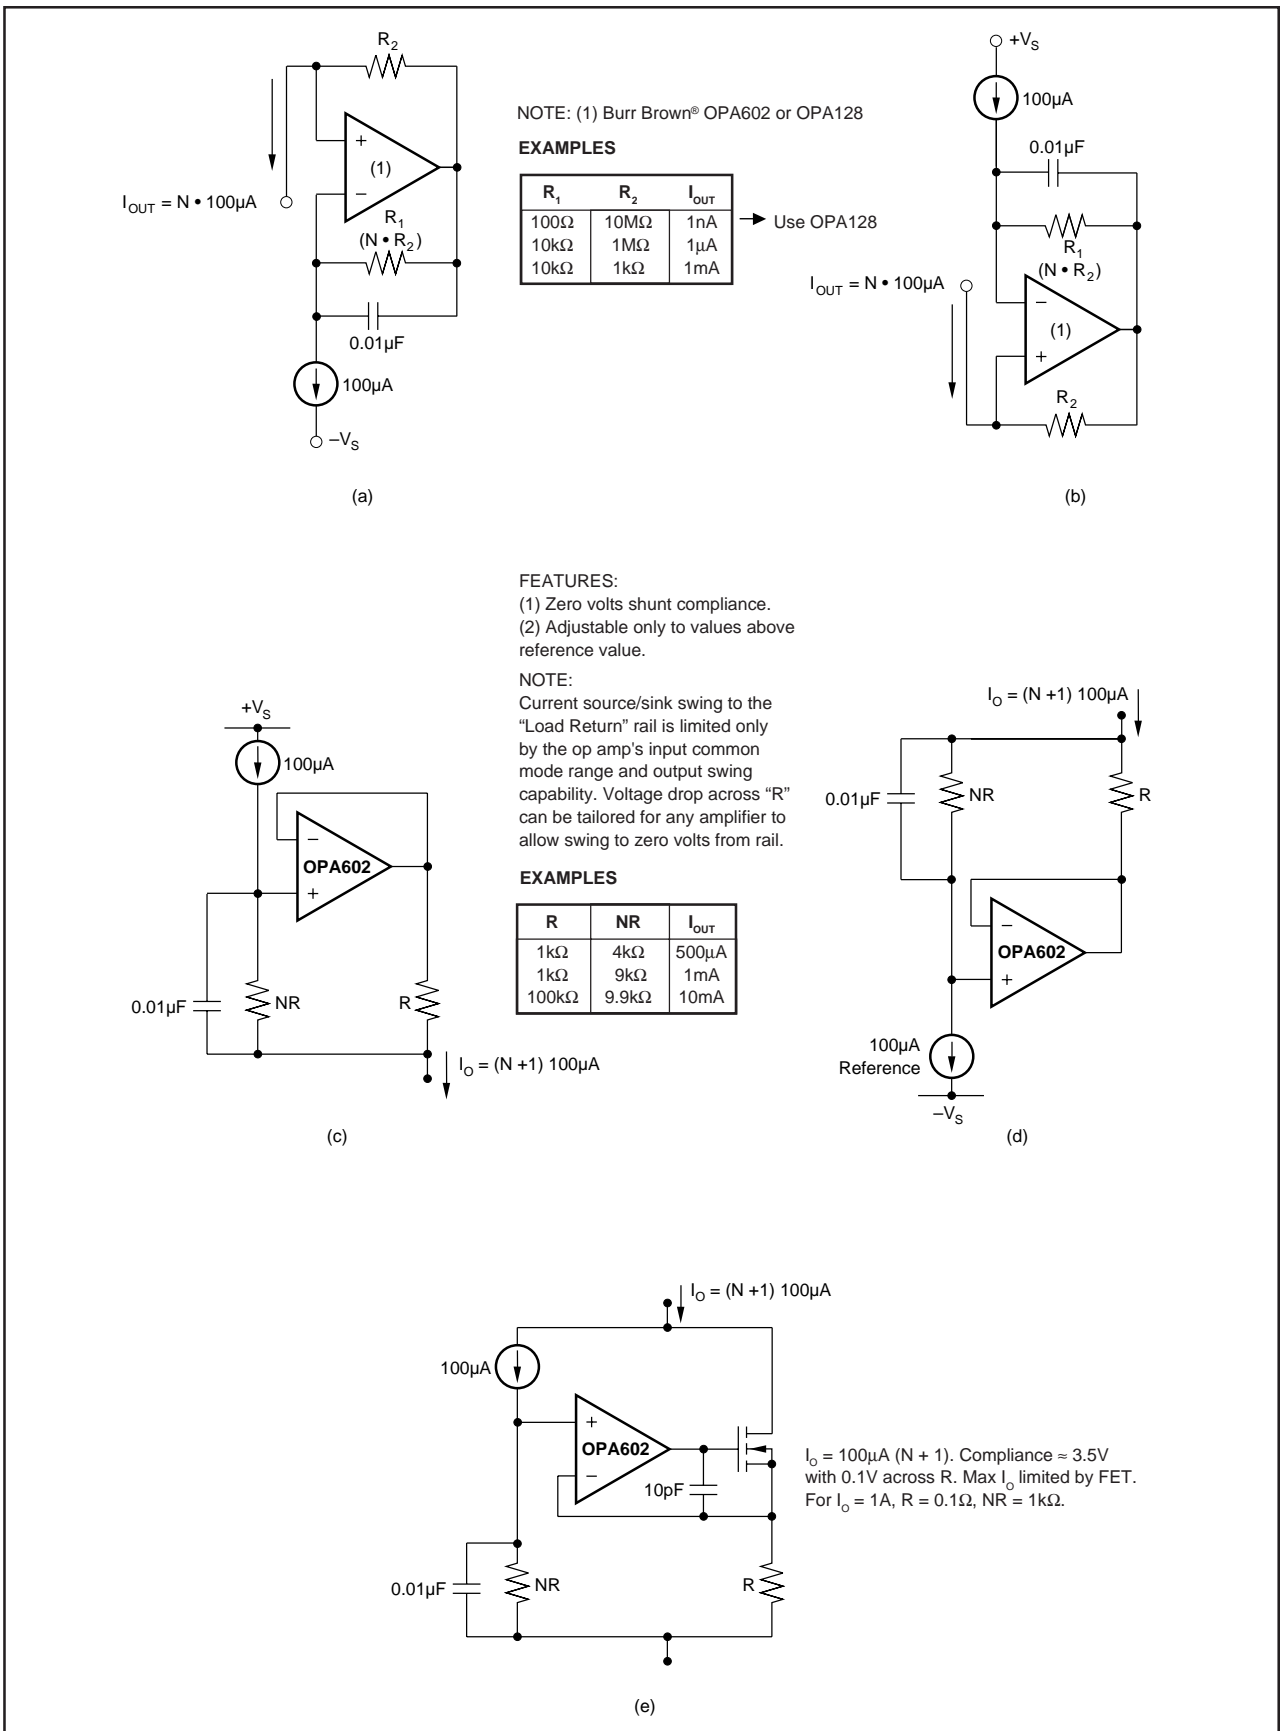 R2
NOTE: (1) Burr Brown® OPA602 or OPA128
EXAMPLES
R1 R2 IOUT
100Ω 10MΩ 1nA
10kΩ 1MΩ 1µA
10kΩ 1kΩ 1mA
Use OPA128
+
(1)
–
IOUT = N • 100µA
R1
(N • R2)
0.01µF
100µA
–VS
(a)
+VS
100µA
0.01µF
R1
(N • R2)
IOUT = N • 100µA
–
(1)
+
R2
(b)
FEATURES:
(1) Zero volts shunt compliance.
(2) Adjustable only to values above
reference value.
NOTE:
Current source/sink swing to the
“Load Return” rail is limited only
by the op amp's input common
mode range and output swing
capability. Voltage drop across “R”
can be tailored for any amplifier to
allow swing to zero volts from rail.
EXAMPLES
R NR IOUT
1kΩ 4kΩ 500µA
1kΩ 9kΩ 1mA
100kΩ 9.9kΩ 10mA
+VS
100µA
–
OPA602
+
0.01µF
NR
R
IO = (N +1) 100µA
(c)
IO = (N +1) 100µA
0.01µF
NR
R
–
OPA602
+
100µA
Reference
–VS
(d)
IO = (N +1) 100µA
100µA
+
OPA602
–
10pF
0.01µF
NR
R
IO = 100µA (N + 1). Compliance ≈ 3.5V
with 0.1V across R. Max IO limited by FET.
For IO = 1A, R = 0.1Ω, NR = 1kΩ.
(e)